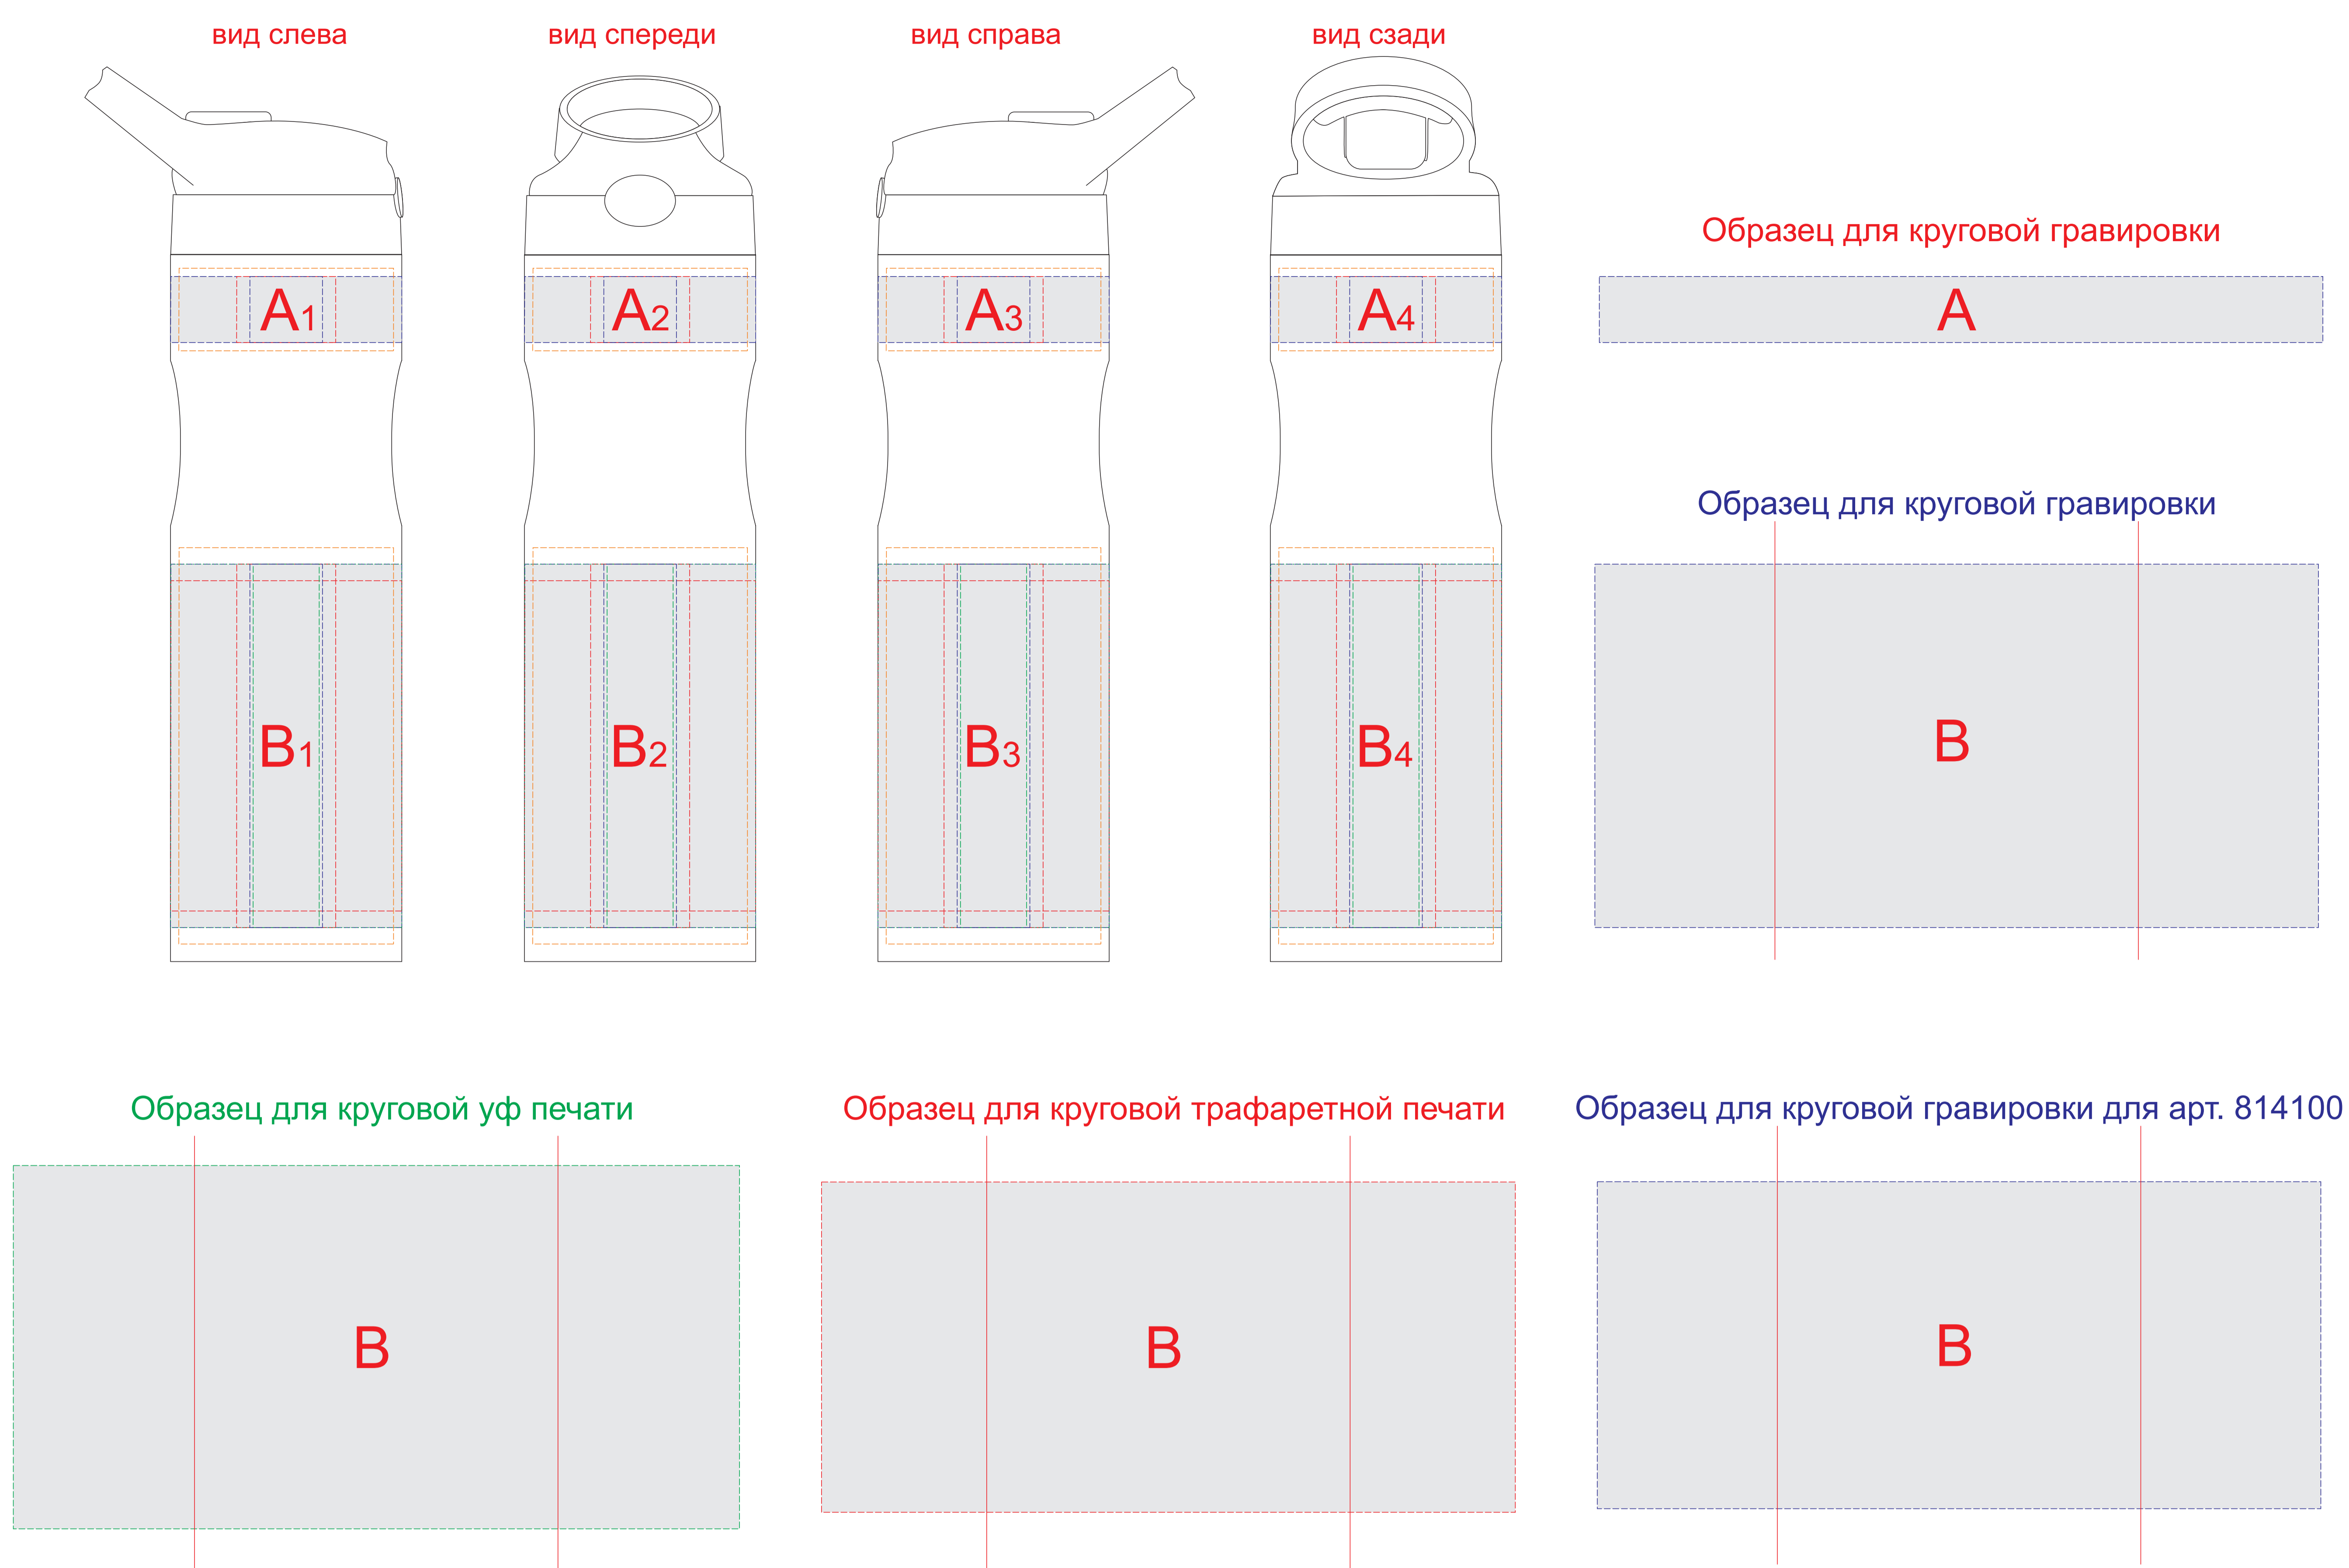 вид слева
вид спереди
вид справа
вид сзади
Образец для круговой гравировки
A1
A2
A3
A4
A
Образец для круговой гравировки
B1
B2
B3
B4
B
Образец для круговой уф печати
Образец для круговой трафаретной печати
Образец для круговой гравировки для арт. 814100
B
B
B